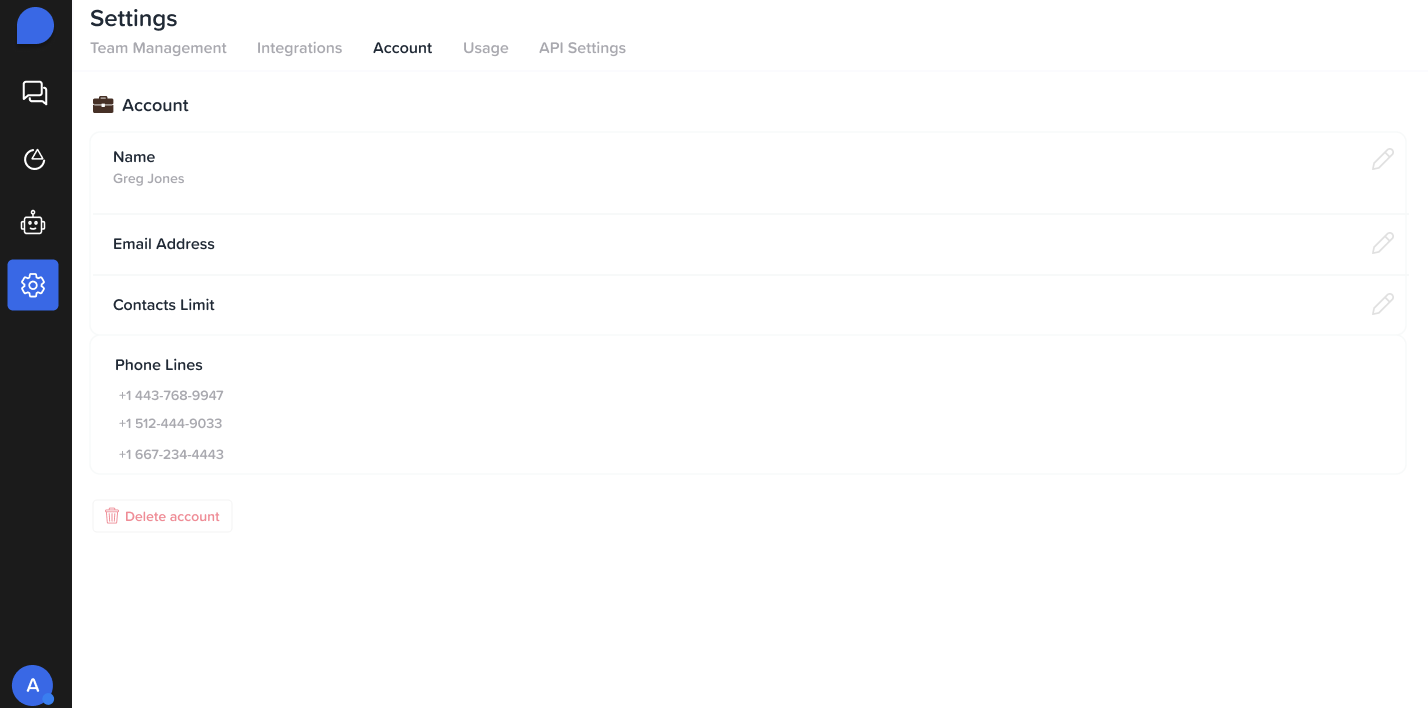 Settings
Team Management Integrations Account Usage API Settings
Account
Name
Greg Jones
Email Address
Contacts Limit
Phone Lines
+1 443-768-9947
+1 512-444-9033
+1 667-234-4443
Delete account
A